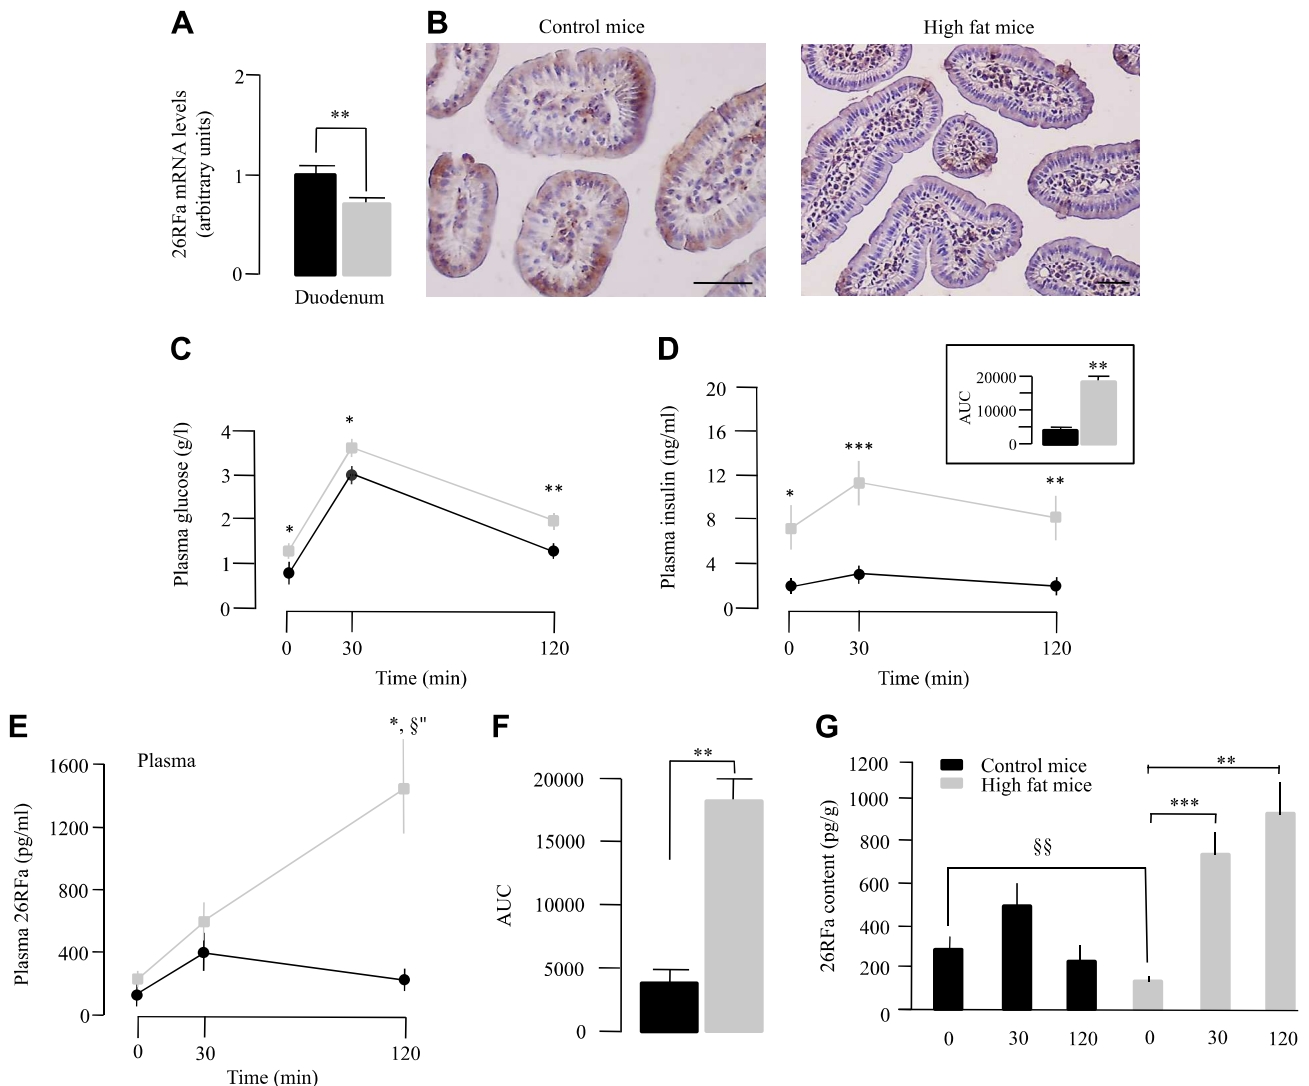 A
26RFa mRNA levels
(arbitrary units)
2
1
0
**
Duodenum
B
Control mice
High fat mice
C
Plasma glucose (g/l)
4
3
2
1
0
*
*
**
0 30 120
Time (min)
D
Plasma insulin (ng/ml)
20
16
12
8
4
0
*
***
**
0 30 120
Time (min)
AUC
20000
10000
0
**
E
Plasma
Plasma 26RFa (pg/ml)
1600
1200
800
400
0
*, §"
0 30 120
Time (min)
F
AUC
20000
15000
10000
5000
0
**
G
26RFa content (pg/g)
1200
1000
800
600
400
200
0
Control mice
High fat mice
§§
***
**
0 30 120 0 30 120